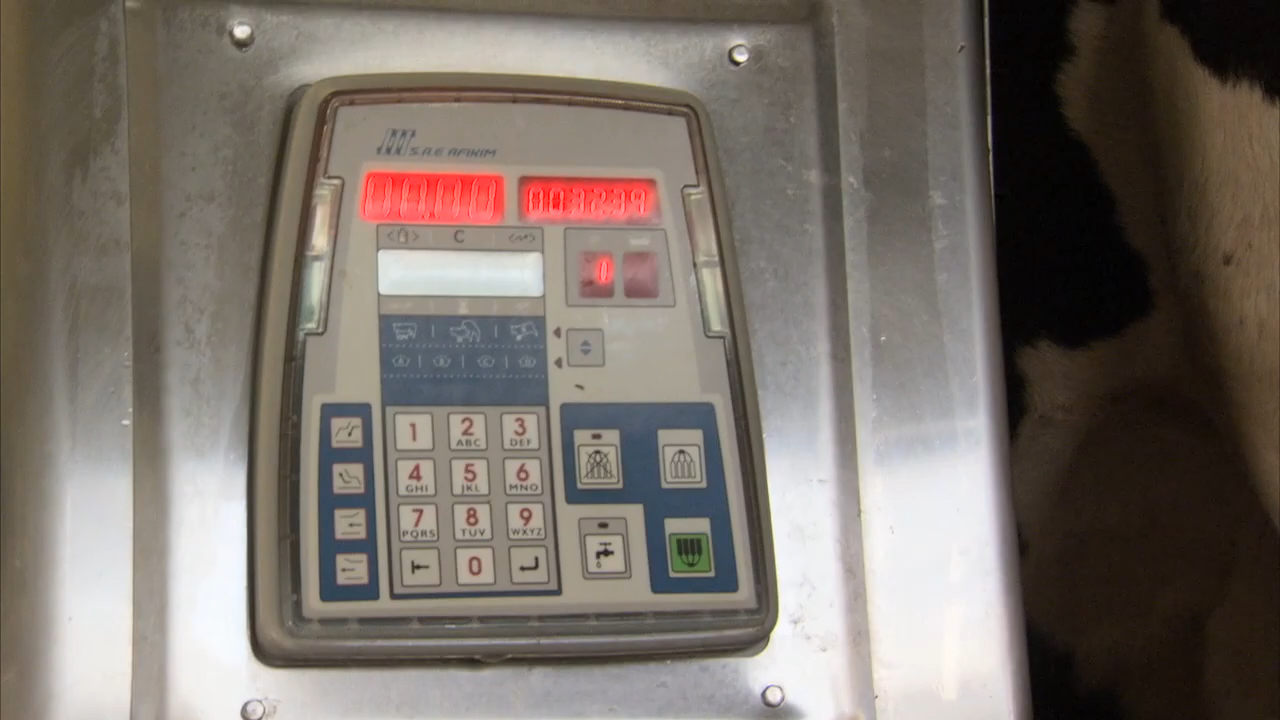 S.A.E AFIKIM
00.00 003239
C
0
A B C D
1 2 3
ABC DEF
4 5 6
GHI JKL MNO
7 8 9
PQRS TUV WXYZ
0